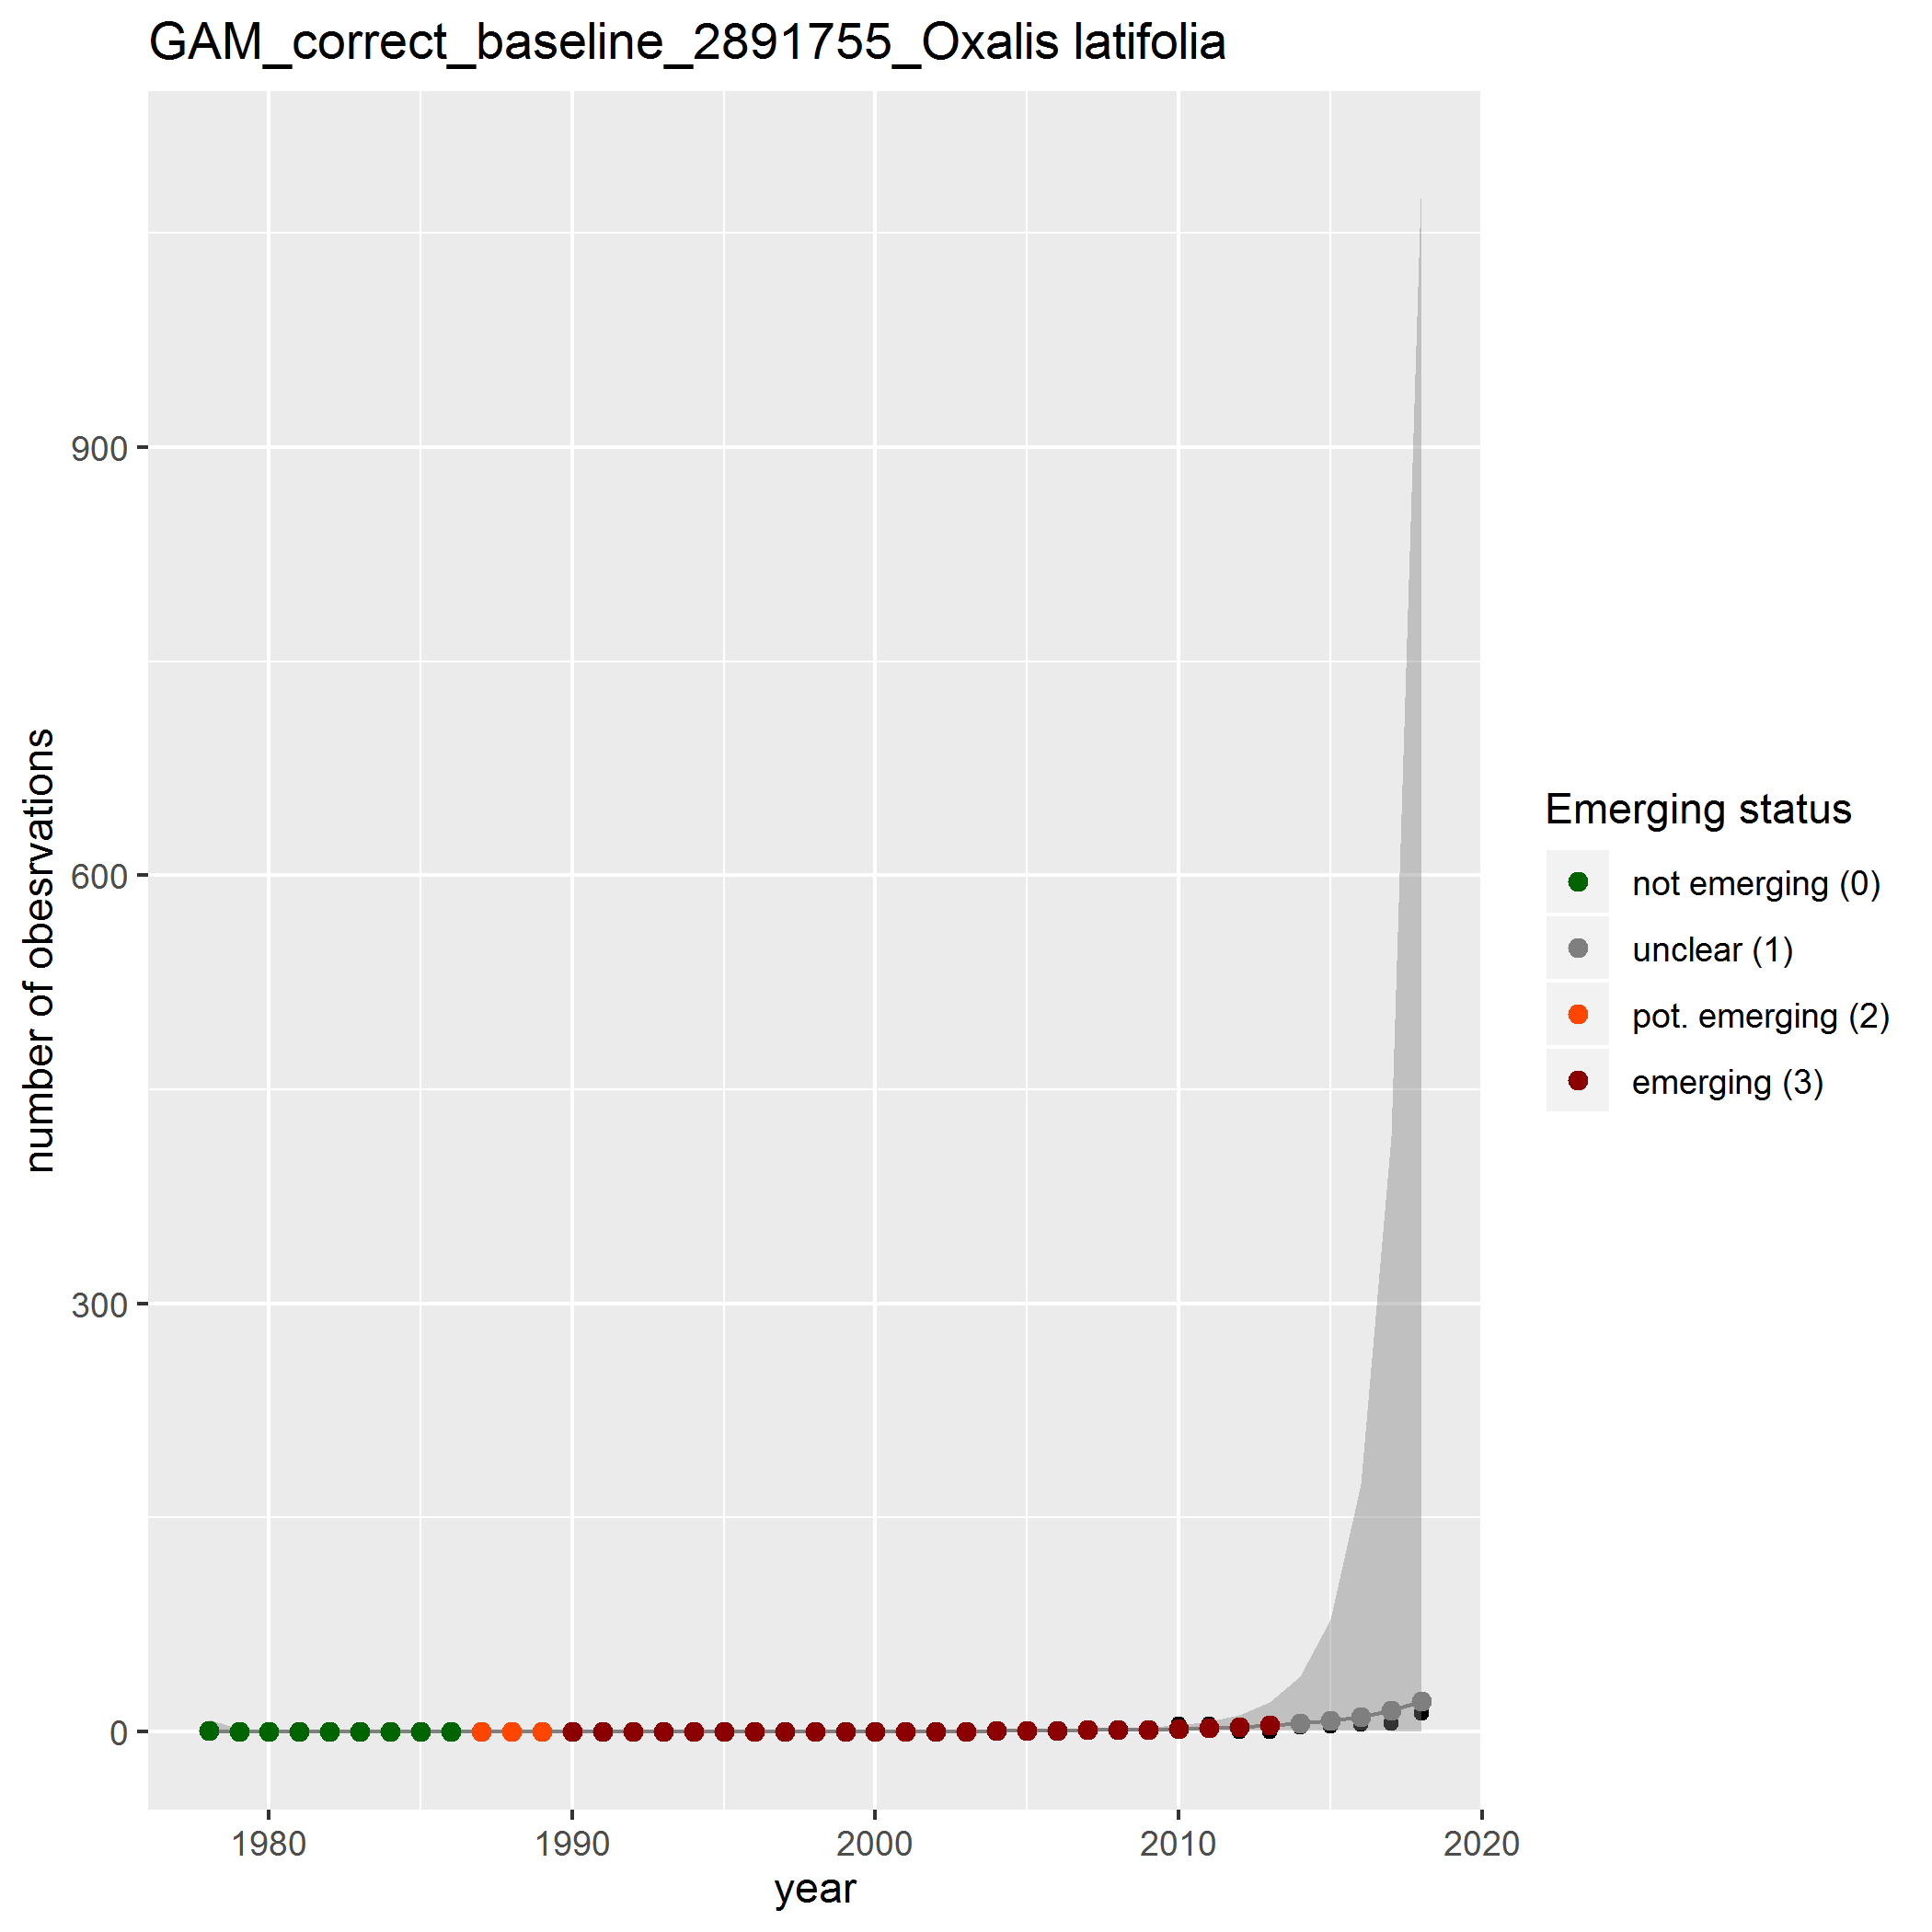 GAM_correct_baseline_2891755_Oxalis latifolia
900
600
300
0
number of obesrvations
1980
1990
2000
2010
2020
year
Emerging status
not emerging (0)
unclear (1)
pot. emerging (2)
emerging (3)